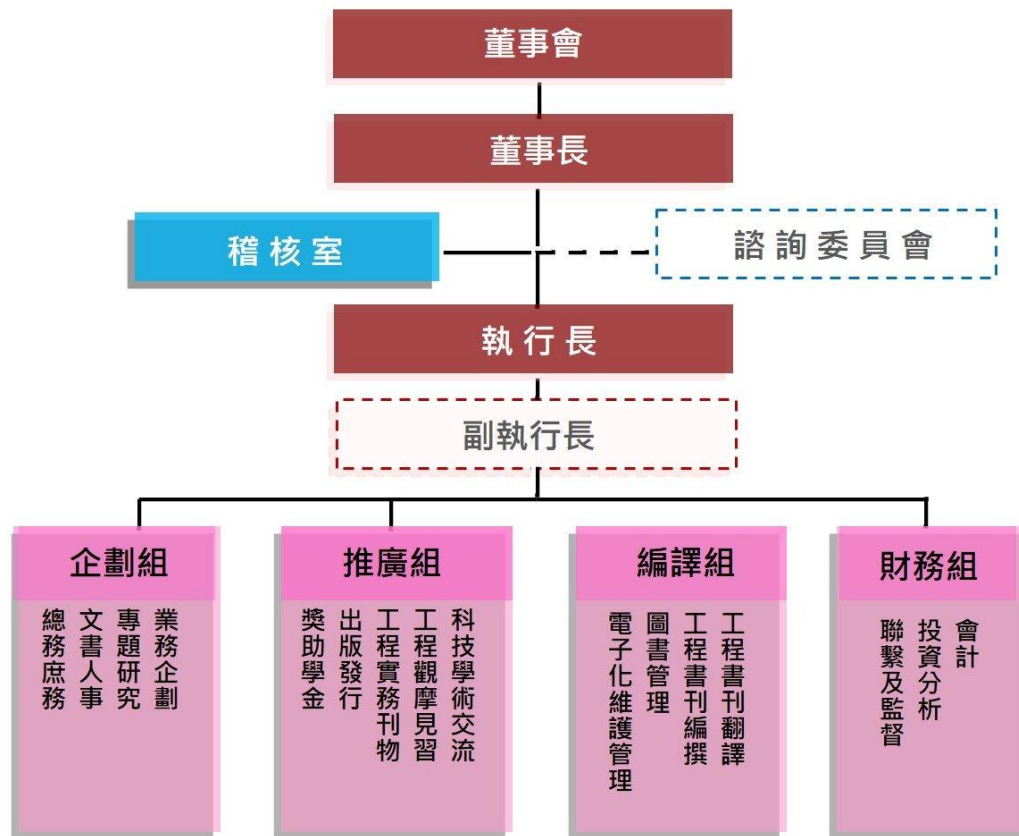 董事會
董事長
稽核室
諮詢委員會
執行長
副執行長
企劃組
業務企劃
專題研究
文書人事
總務庶務
推廣組
科技學術交流
工程觀摩見習
工程實務刊物
出版發行
獎助學金
編譯組
工程書刊翻譯
工程書刊編撰
圖書管理
電子化維護管理
財務組
會計
投資分析
聯繫及監督